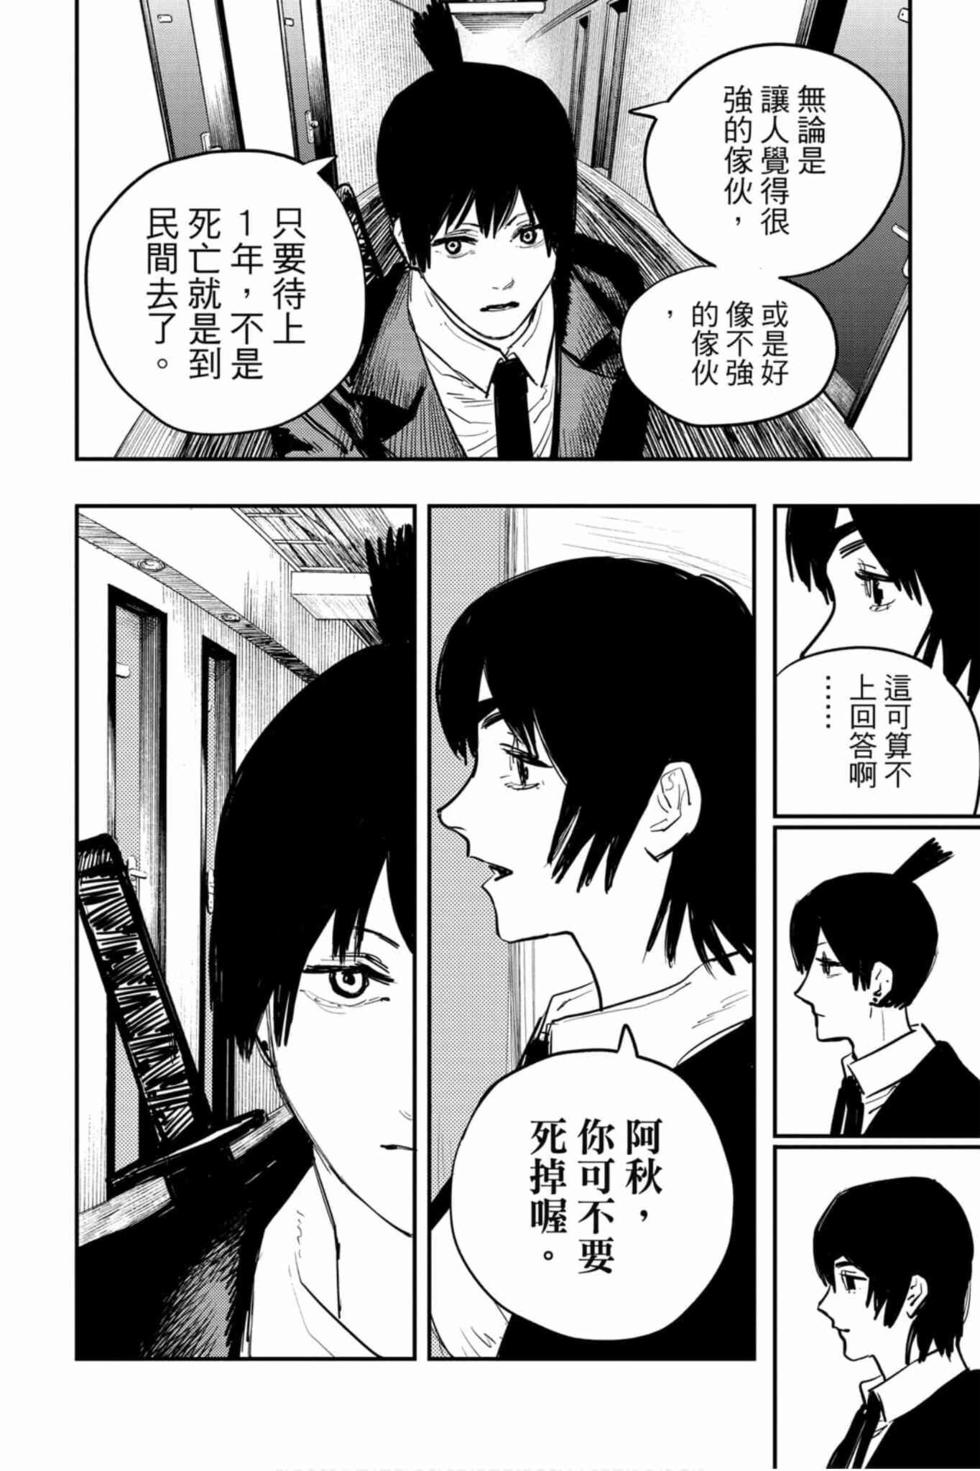 無論是
讓人覺得很
強的傢伙，
或是好
像不強
的傢伙
，
只要待上
1年，不是
死亡就是到
民間去了。
這可算不
上回答啊
……
阿秋，
你可不要
死掉喔。